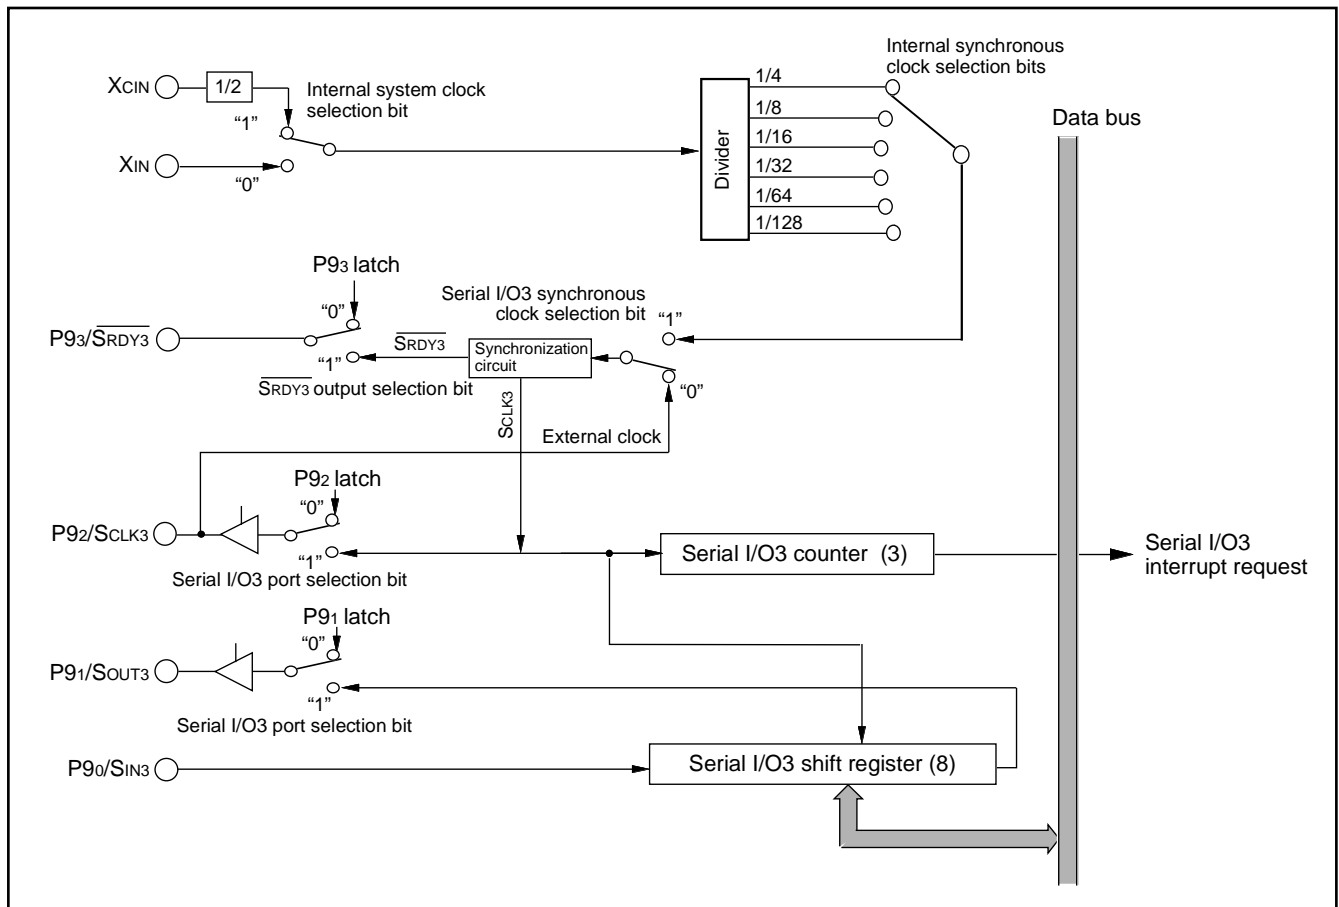 Internal synchronous
clock selection bits
XCIN
1/2
Internal system clock
selection bit
“1”
XIN
“0”
Divider
1/4
1/8
1/16
1/32
1/64
1/128
Data bus
P93 latch
“0”
Serial I/O3 synchronous
clock selection bit
“1”
P93/SRDY3
“1”
SRDY3
Synchronization
circuit
SRDY3 output selection bit
“0”
SCLK3
External clock
P92 latch
“0”
P92/SCLK3
“1”
Serial I/O3 port selection bit
Serial I/O3 counter (3)
Serial I/O3
interrupt request
P91 latch
“0”
P91/SOUT3
“1”
Serial I/O3 port selection bit
P90/SIN3
Serial I/O3 shift register (8)